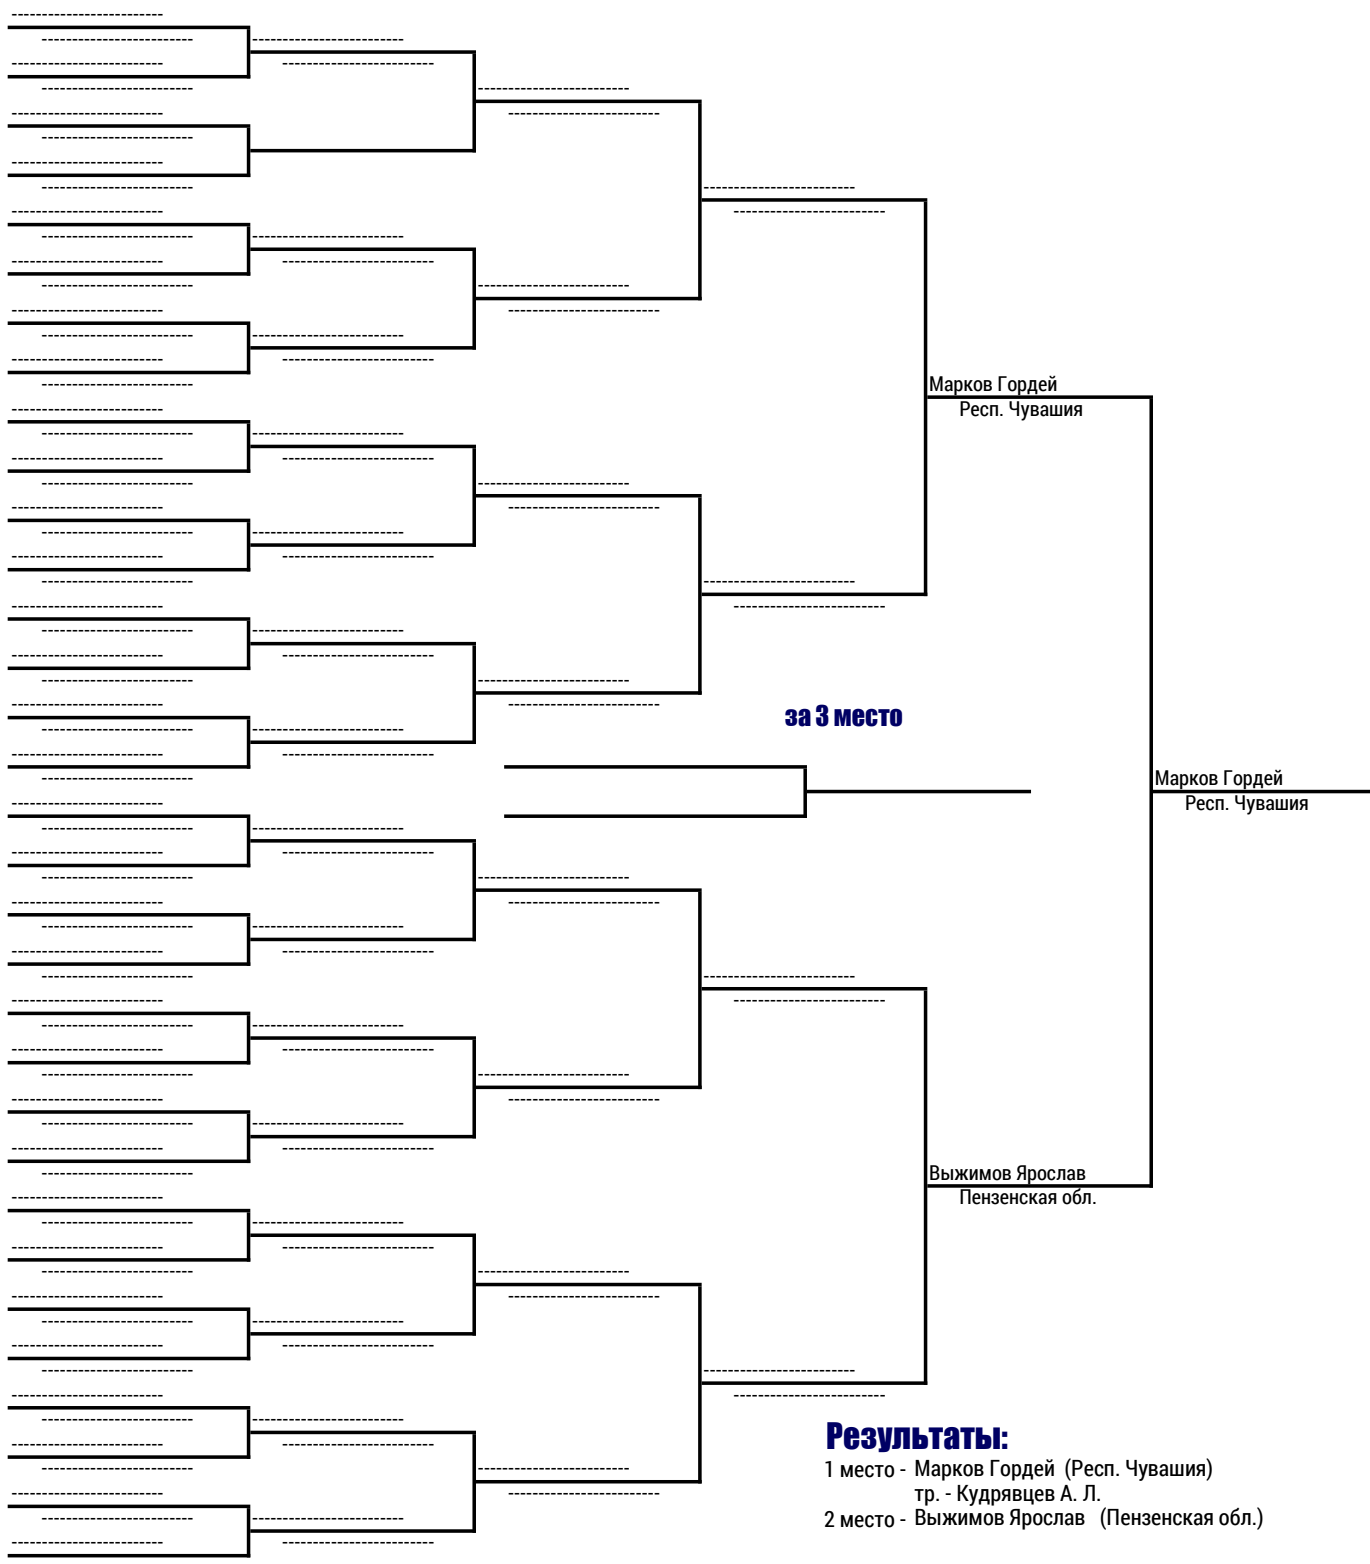 Марков Гордей
Респ. Чувашия
за 3 место
Марков Гордей
Респ. Чувашия
Выжимов Ярослав
Пензенская обл.
Результаты:
1 место - Марков Гордей (Респ. Чувашия)
тр. - Кудрявцев А. Л.
2 место - Выжимов Ярослав (Пензенская обл.)